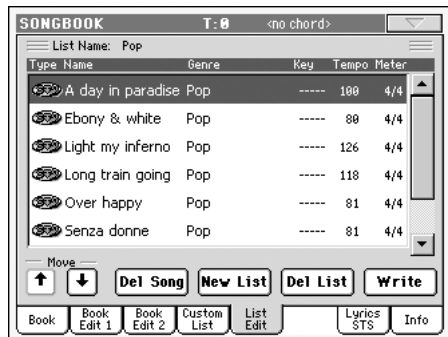 SONGBOOK T:0 <no chord>
List Name: Pop
Type Name Genre Key Tempo Meter
A day in paradise Pop ----- 100 4/4
Ebony & white Pop ----- 80 4/4
Light my inferno Pop ----- 126 4/4
Long train going Pop ----- 118 4/4
Over happy Pop ----- 81 4/4
Senza donne Pop ----- 81 4/4
Move
Del Song New List Del List Write
Book Book Edit 1 Book Edit 2 Custom List List Edit Lyrics STS Info